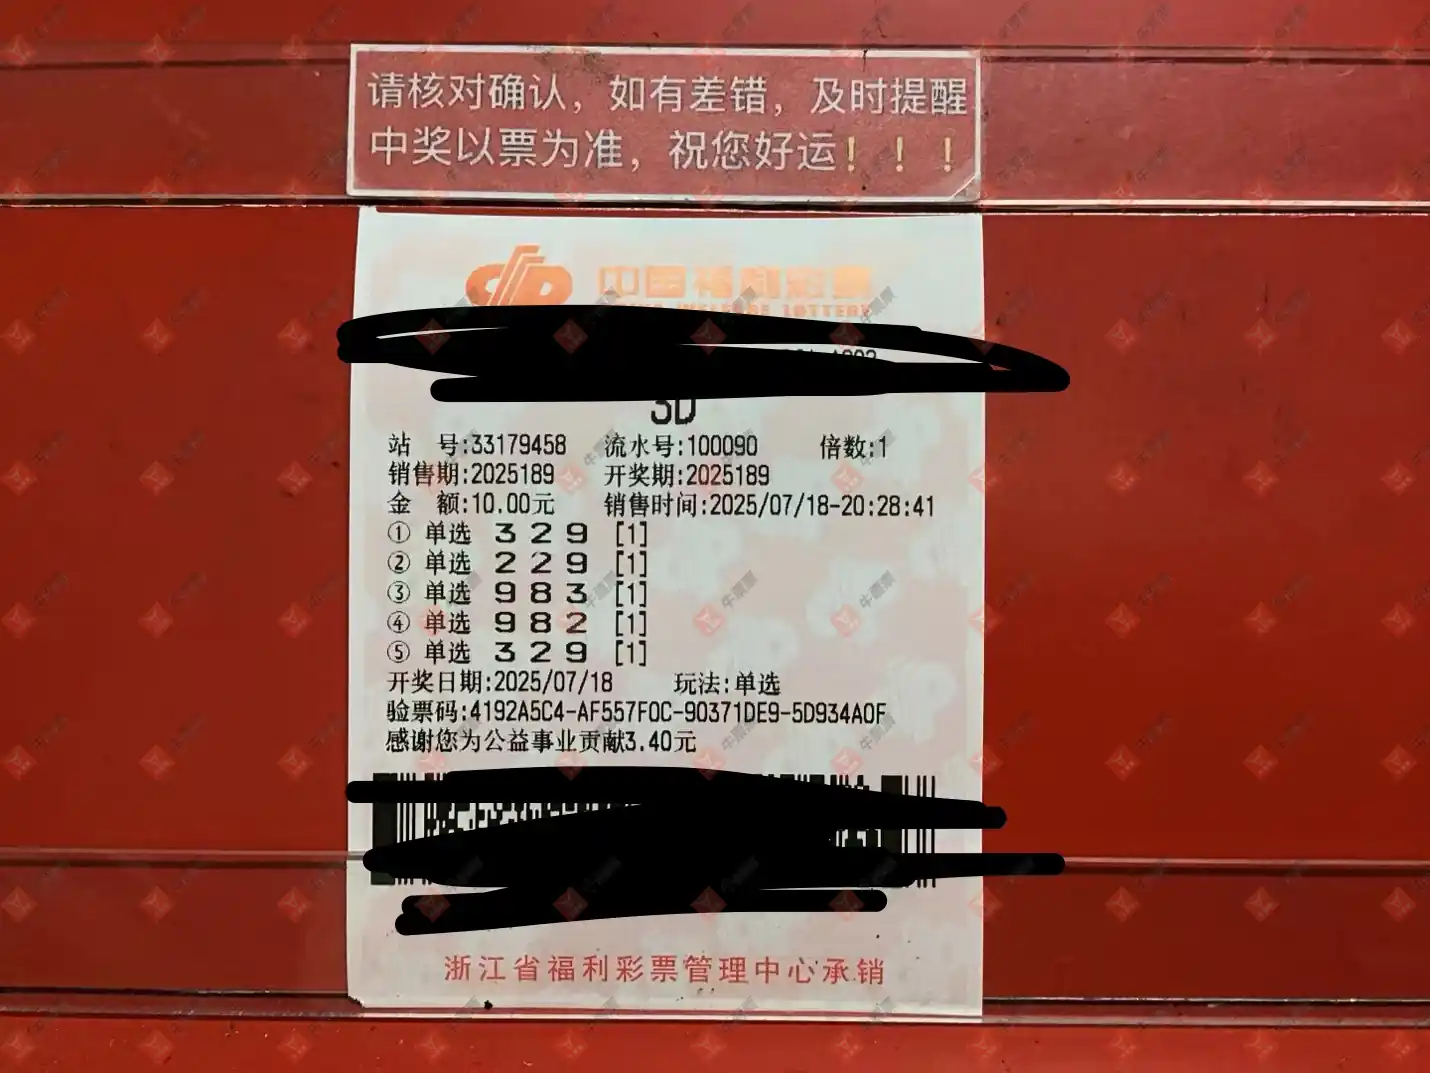 请核对确认，如有差错，及时提醒
中奖以票为准，祝您好运！！！
中国福利彩票
CHINA WELFARE LOTTERY
3D
站 号:33179458 流水号:100090 倍数:1
销售期:2025189 开奖期:2025189
金 额:10.00元 销售时间:2025/07/18-20:28:41
① 单选 3 2 9 [1]
② 单选 2 2 9 [1]
③ 单选 9 8 3 [1]
④ 单选 9 8 2 [1]
⑤ 单选 3 2 9 [1]
开奖日期:2025/07/18 玩法:单选
验票码:4192A5C4-AF557F0C-90371DE9-5D934A0F
感谢您为公益事业贡献3.40元
浙江省福利彩票管理中心承销